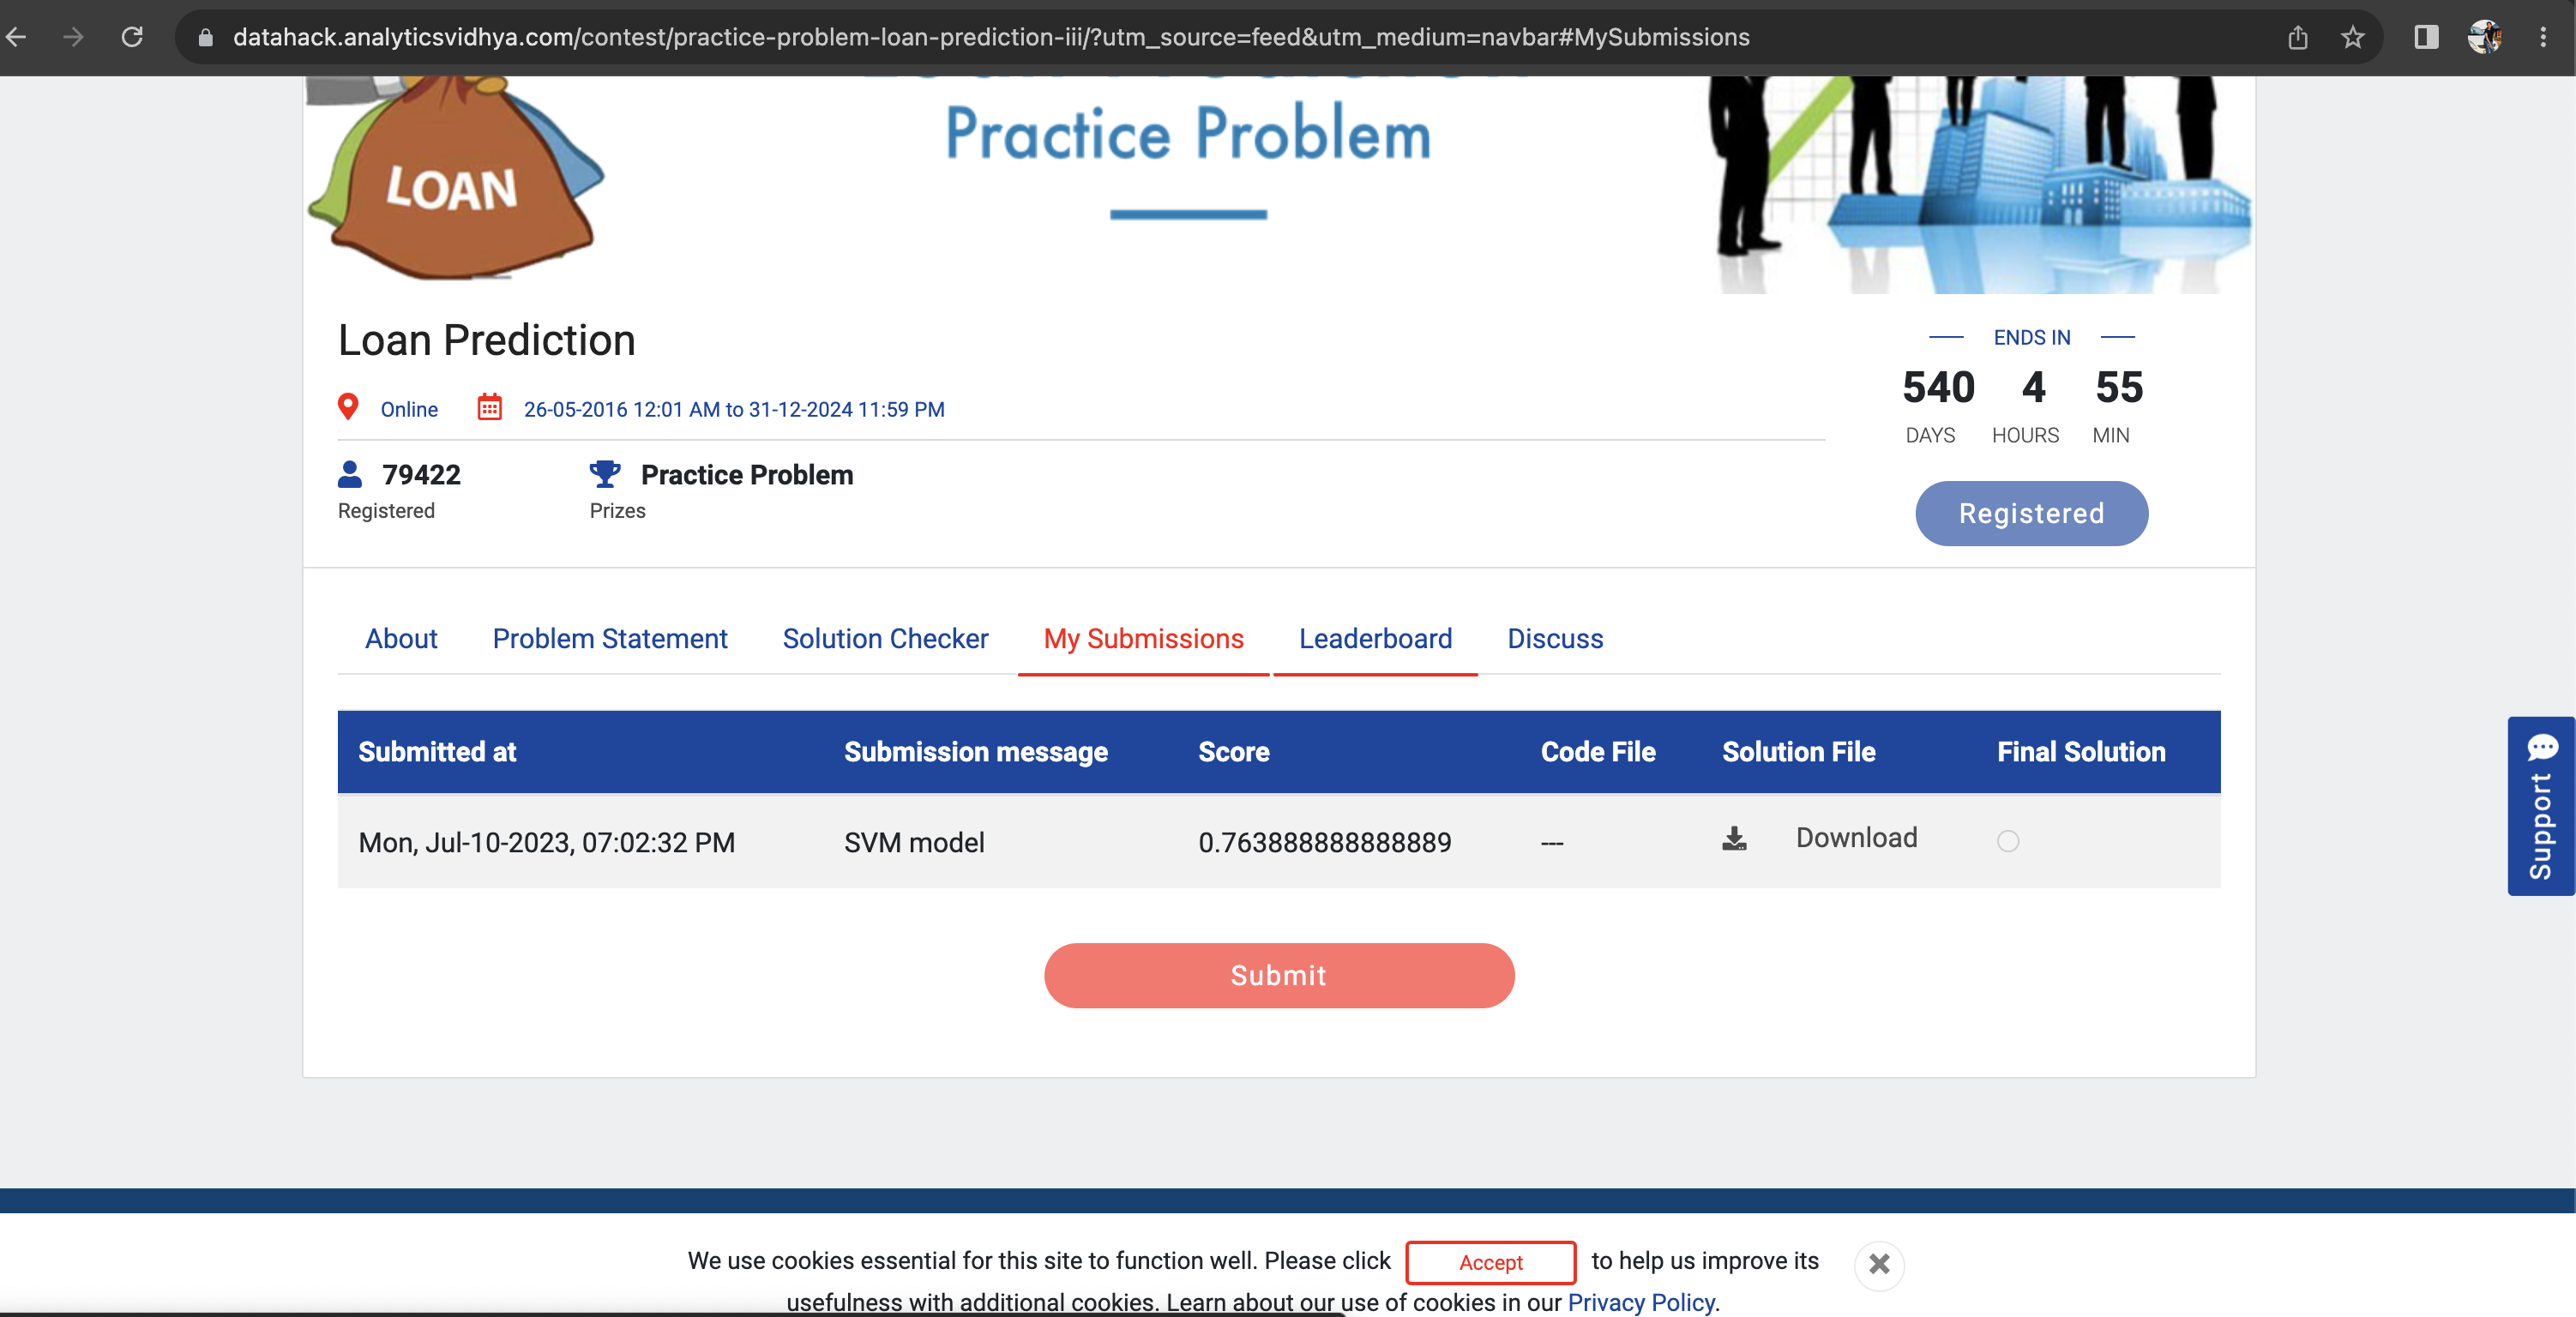 datahack.analyticsvidhya.com/contest/practice-problem-loan-prediction-iii/?utm_source=feed&utm_medium=navbar#MySubmissions
Practice Problem
LOAN
Loan Prediction
ENDS IN
540 4 55
DAYS HOURS MIN
Online 26-05-2016 12:01 AM to 31-12-2024 11:59 PM
79422 Practice Problem
Registered Prizes
Registered
About Problem Statement Solution Checker My Submissions Leaderboard Discuss
Submitted at Submission message Score Code File Solution File Final Solution
Mon, Jul-10-2023, 07:02:32 PM SVM model 0.763888888888889 --- Download
Support
Submit
We use cookies essential for this site to function well. Please click Accept to help us improve its
usefulness with additional cookies. Learn about our use of cookies in our Privacy Policy.